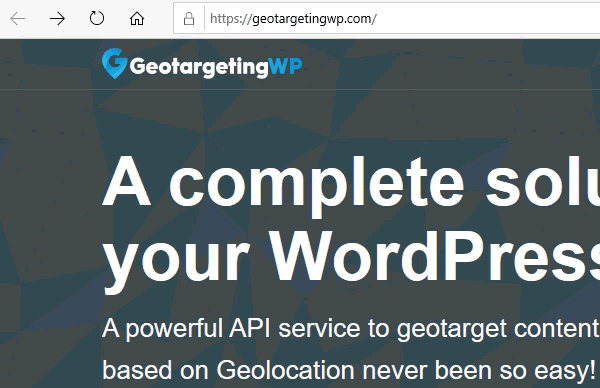 https://geotargetingwp.com/
GeotargetingWP
A complete solu
your WordPress
A powerful API service to geotarget content
based on Geolocation never been so easy!